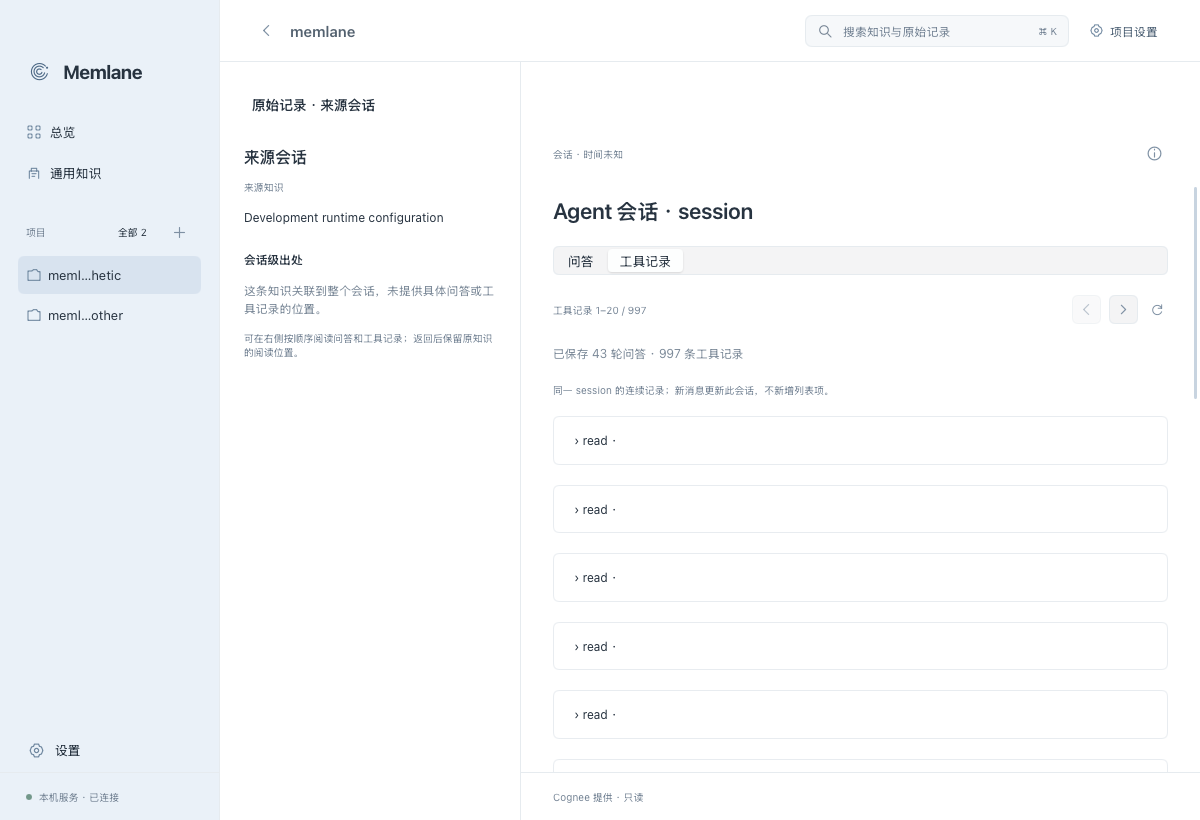 Memlane
总览
通用知识
项目
全部 2
meml...hetic
meml...other
设置
本机服务 · 已连接
memlane
搜索知识与原始记录
⌘ K
项目设置
原始记录 · 来源会话
来源会话
来源知识
Development runtime configuration
会话级出处
这条知识关联到整个会话，未提供具体问答或工
具记录的位置。
可在右侧按顺序阅读问答和工具记录；返回后保留原知识
的阅读位置。
会话 · 时间未知
Agent 会话 · session
问答
工具记录
工具记录 1–20 / 997
已保存 43 轮问答 · 997 条工具记录
同一 session 的连续记录；新消息更新此会话，不新增列表项。
› read ·
› read ·
› read ·
› read ·
› read ·
Cognee 提供 · 只读